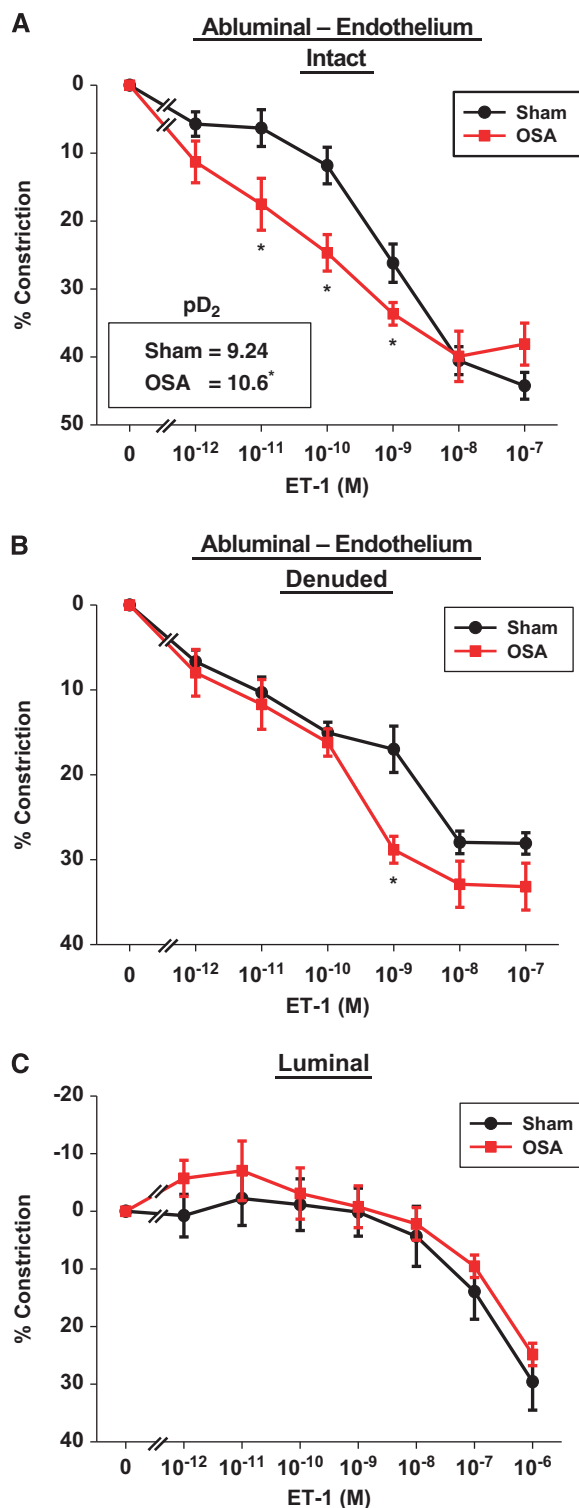 A
Abluminal – Endothelium
Intact
Sham
OSA
% Constriction
0
10
20
30
40
50
*
*
*
pD₂
Sham = 9.24
OSA = 10.6*
0 10⁻¹² 10⁻¹¹ 10⁻¹⁰ 10⁻⁹ 10⁻⁸ 10⁻⁷
ET-1 (M)
B
Abluminal – Endothelium
Denuded
Sham
OSA
% Constriction
0
10
20
30
40
*
0 10⁻¹² 10⁻¹¹ 10⁻¹⁰ 10⁻⁹ 10⁻⁸ 10⁻⁷
ET-1 (M)
C
Luminal
Sham
OSA
% Constriction
-20
-10
0
10
20
30
40
0 10⁻¹² 10⁻¹¹ 10⁻¹⁰ 10⁻⁹ 10⁻⁸ 10⁻⁷ 10⁻⁶
ET-1 (M)